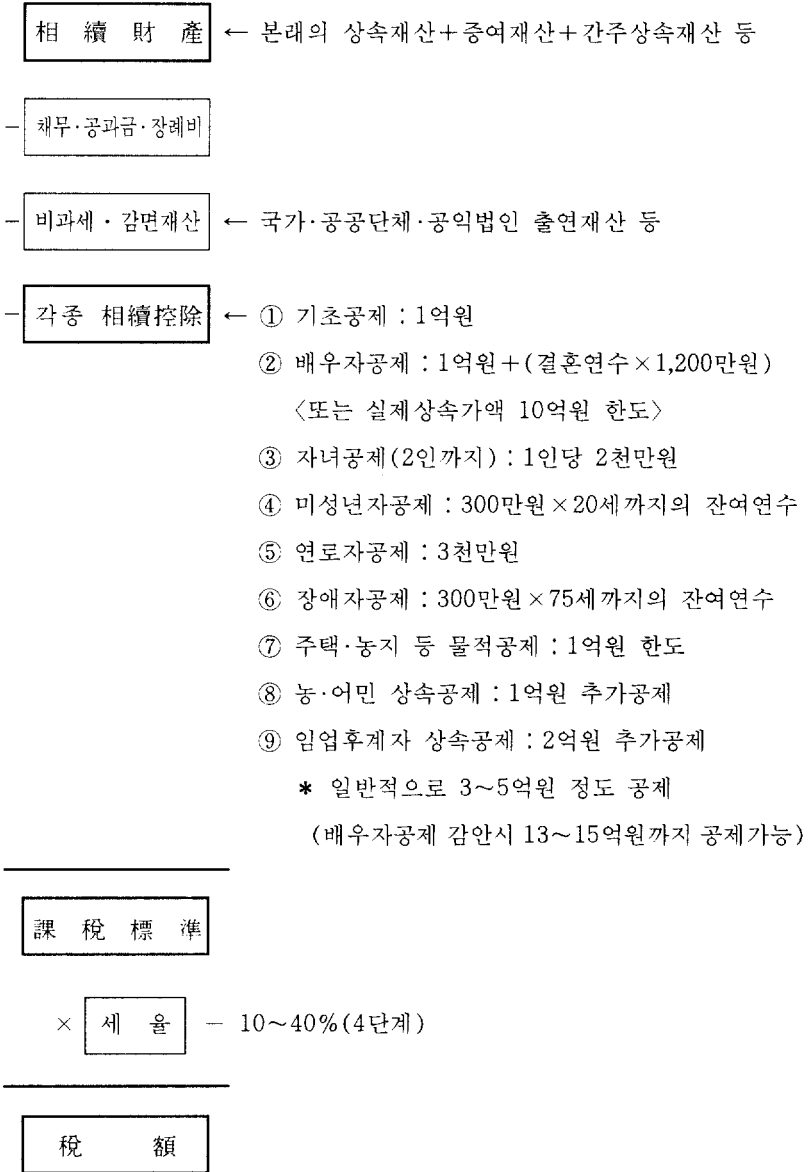 相 續 財 產 ← 본래의 상속재산+증여재산+간주상속재산 등
- 채무·공과금·장례비
- 비과세·감면재산 ← 국가·공공단체·공익법인 출연재산 등
- 각종 相續控除 ← ① 기초공제 : 1억원
② 배우자공제 : 1억원+(결혼연수×1,200만원)
〈또는 실제상속가액 10억원 한도〉
③ 자녀공제(2인까지) : 1인당 2천만원
④ 미성년자공제 : 300만원×20세까지의 잔여연수
⑤ 연로자공제 : 3천만원
⑥ 장애자공제 : 300만원×75세까지의 잔여연수
⑦ 주택·농지 등 물적공제 : 1억원 한도
⑧ 농·어민 상속공제 : 1억원 추가공제
⑨ 임업후계자 상속공제 : 2억원 추가공제
* 일반적으로 3~5억원 정도 공제
(배우자공제 감안시 13~15억원까지 공제가능)
課 稅 標 準
× 세 율 - 10~40%(4단계)
稅 額